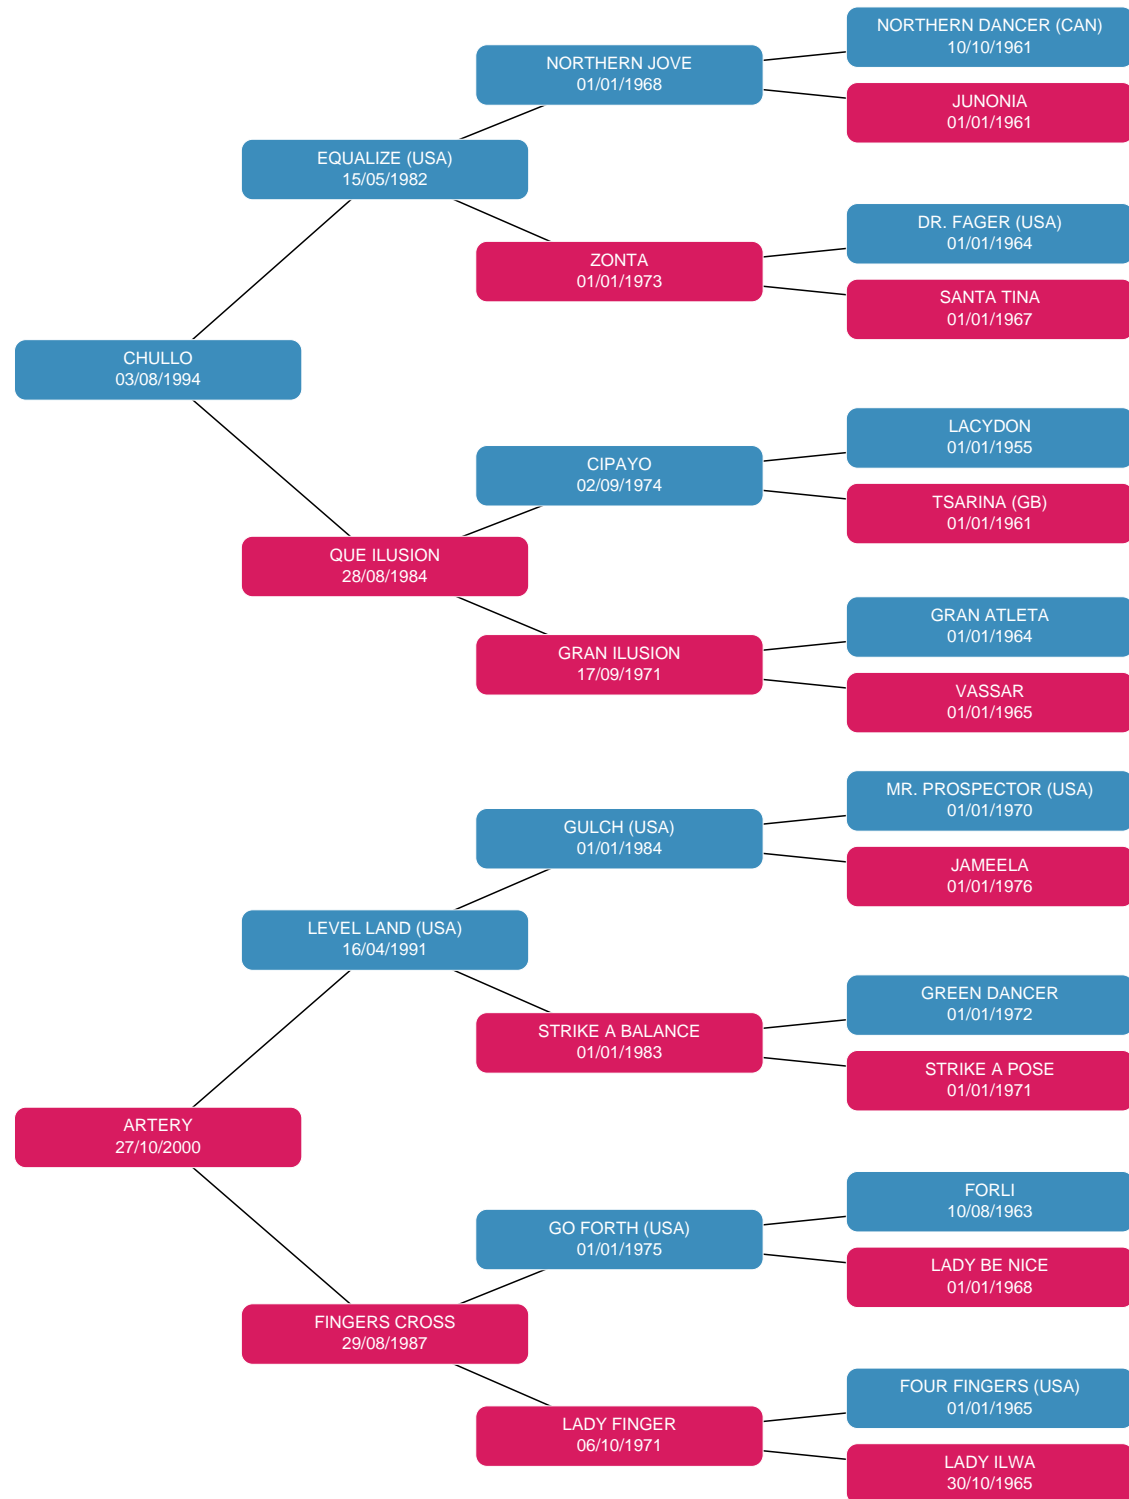 NORTHERN DANCER (CAN)
10/10/1961
NORTHERN JOVE
01/01/1968
JUNONIA
01/01/1961
EQUALIZE (USA)
15/05/1982
DR. FAGER (USA)
01/01/1964
ZONTA
01/01/1973
SANTA TINA
01/01/1967
CHULLO
03/08/1994
LACYDON
01/01/1955
CIPAYO
02/09/1974
TSARINA (GB)
01/01/1961
QUE ILUSION
28/08/1984
GRAN ATLETA
01/01/1964
GRAN ILUSION
17/09/1971
VASSAR
01/01/1965
MR. PROSPECTOR (USA)
01/01/1970
GULCH (USA)
01/01/1984
JAMEELA
01/01/1976
LEVEL LAND (USA)
16/04/1991
GREEN DANCER
01/01/1972
STRIKE A BALANCE
01/01/1983
STRIKE A POSE
01/01/1971
ARTERY
27/10/2000
FORLI
10/08/1963
GO FORTH (USA)
01/01/1975
LADY BE NICE
01/01/1968
FINGERS CROSS
29/08/1987
FOUR FINGERS (USA)
01/01/1965
LADY FINGER
06/10/1971
LADY ILWA
30/10/1965